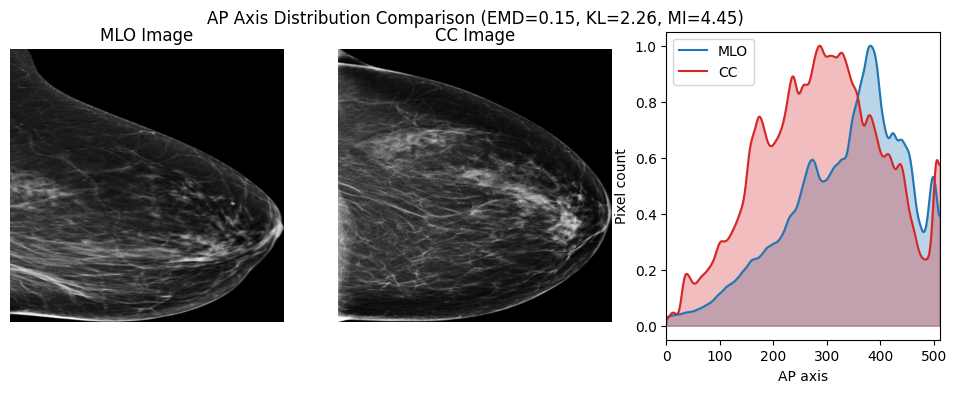 AP Axis Distribution Comparison (EMD=0.15, KL=2.26, MI=4.45)
MLO Image
CC Image
MLO
CC
Pixel count
1.0
0.8
0.6
0.4
0.2
0.0
0 100 200 300 400 500
AP axis